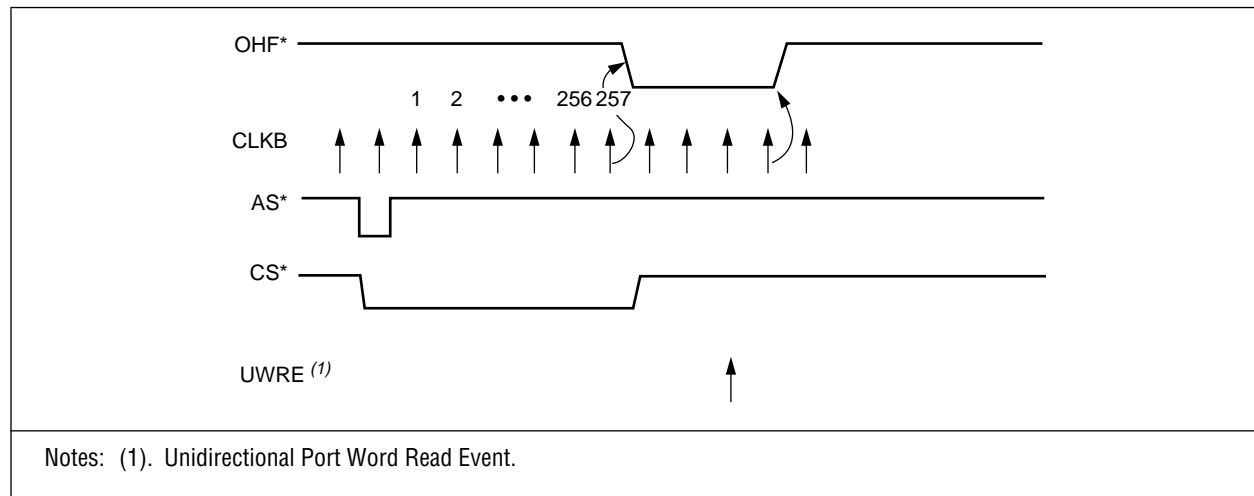 OHF*
1 2 ••• 256 257
CLKB
AS*
CS*
UWRE (1)
Notes: (1). Unidirectional Port Word Read Event.